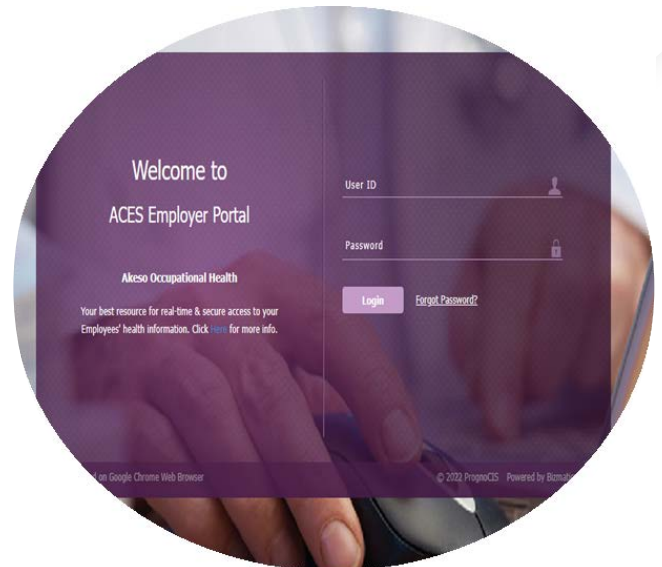 Welcome to
ACES Employer Portal
Akeso Occupational Health
Your best resource for real-time & secure access to your
Employees' health information. Click Here for more info.
User ID
Password
Login Forgot Password?
on Google Chrome Web Browser
© 2022 PrognoCIS Powered by